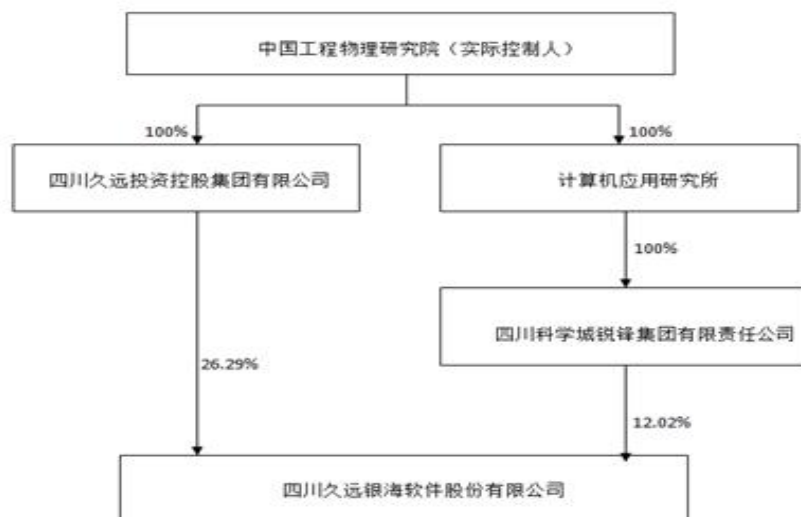 中国工程物理研究院（实际控制人）
100%
100%
四川久远投资控股集团有限公司
计算机应用研究所
100%
四川科学城锐锋集团有限责任公司
26.29%
12.02%
四川久远银海软件股份有限公司